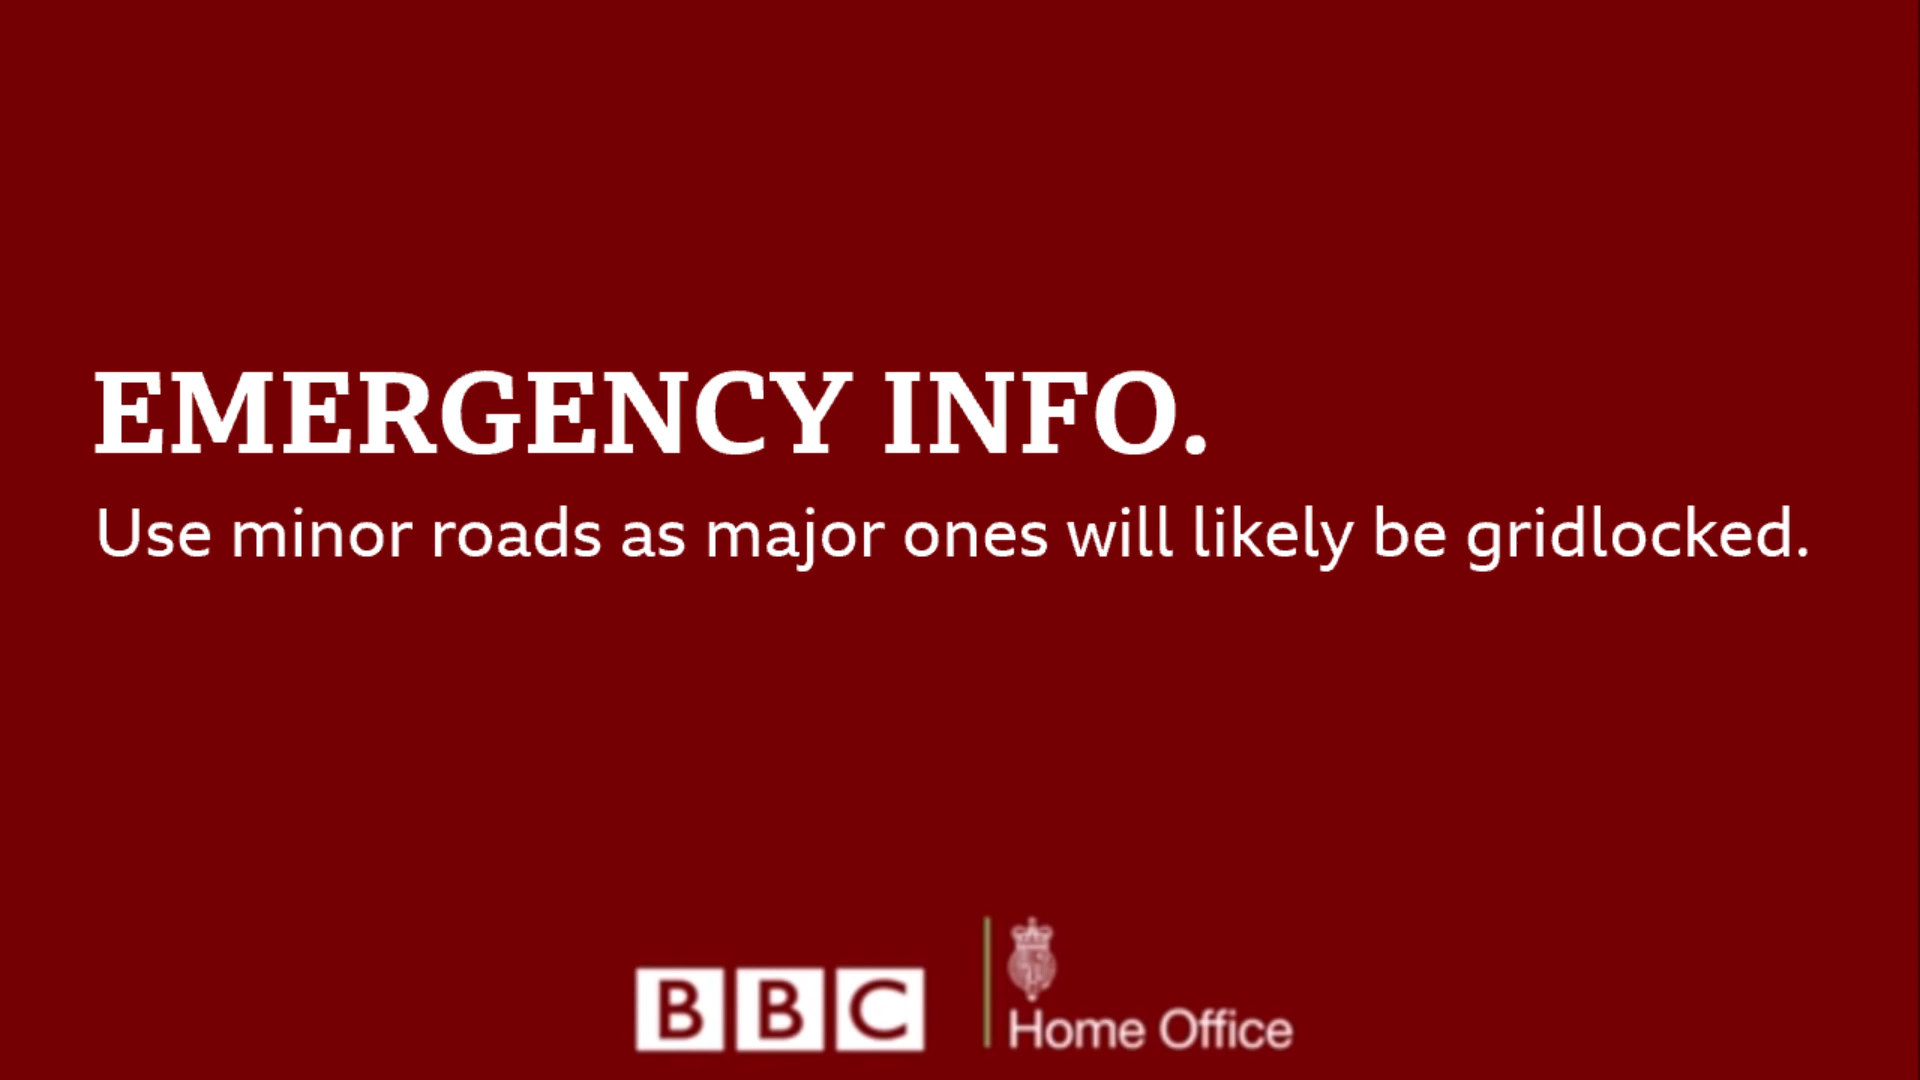 EMERGENCY INFO.
Use minor roads as major ones will likely be gridlocked.
BBC
Home Office